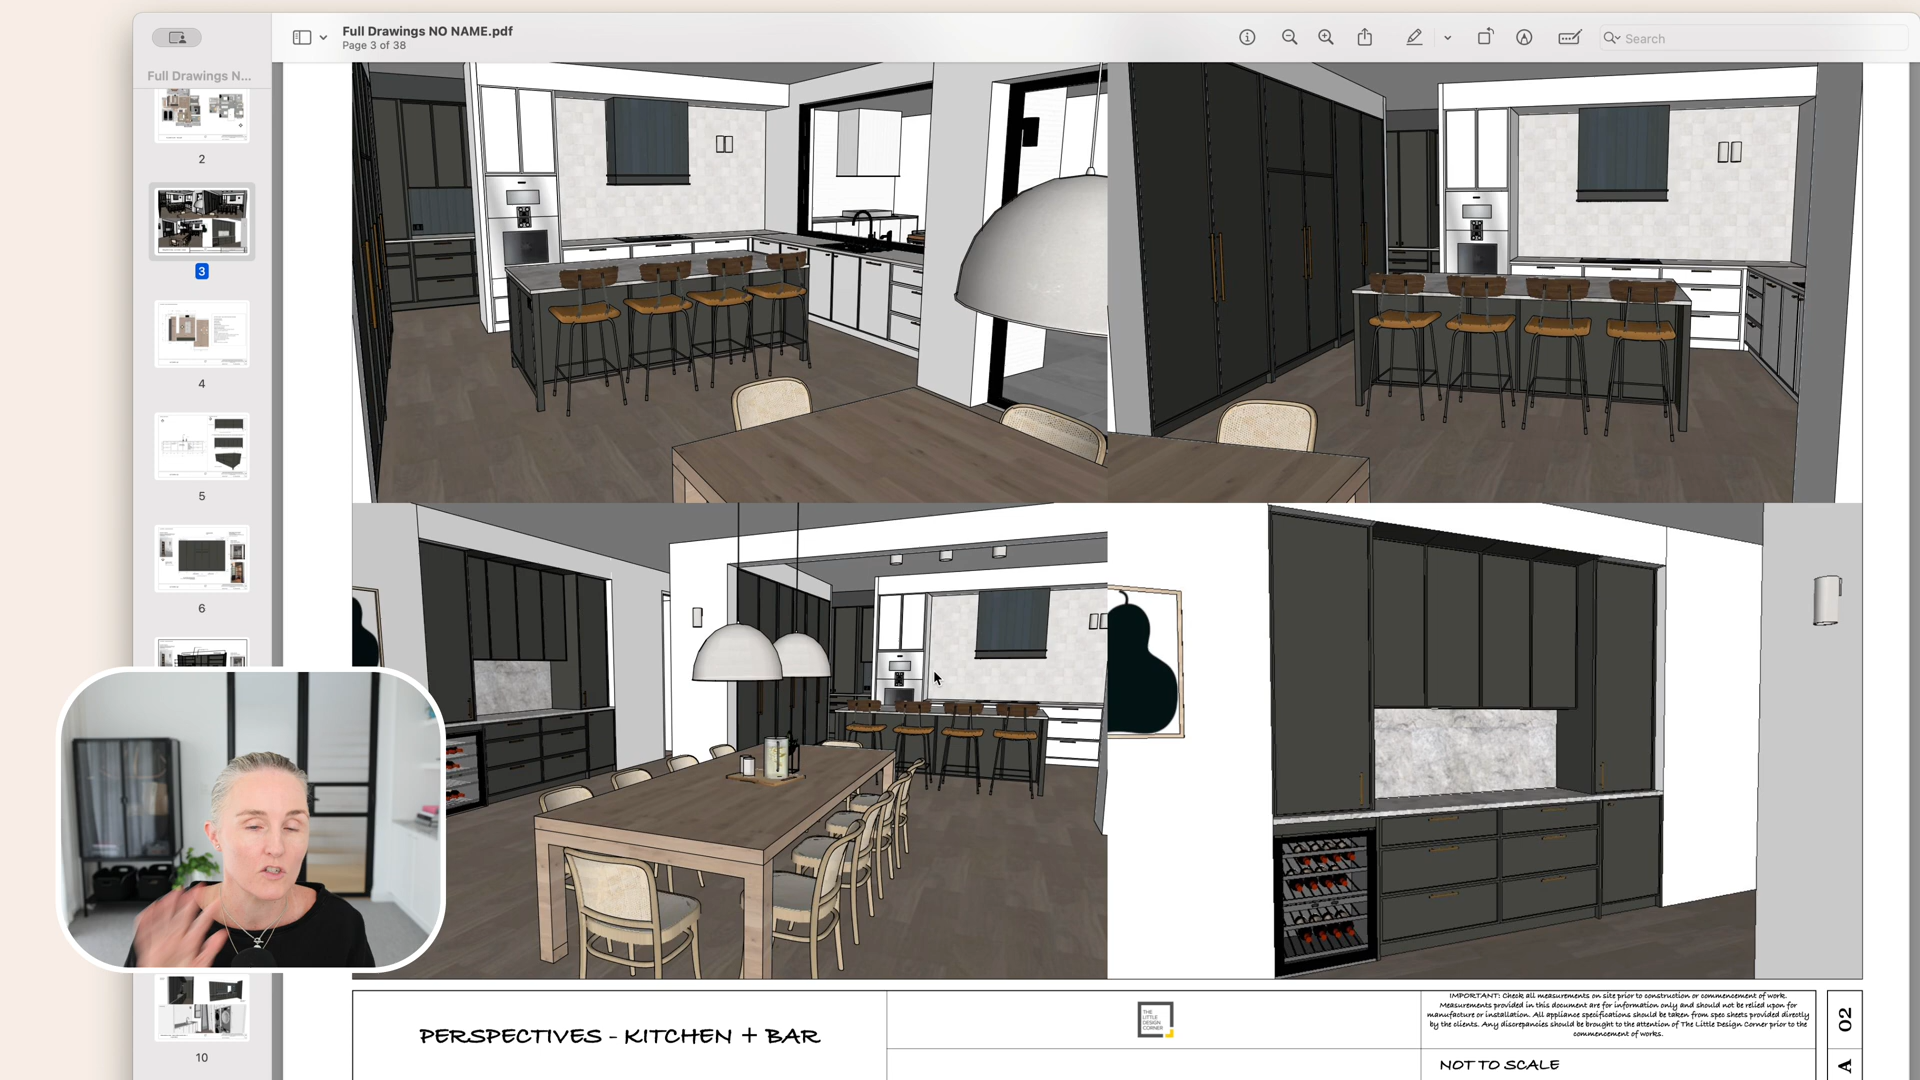 Full Drawings NO NAME.pdf
Page 3 of 38
Search
Full Drawings N...
2
3
4
5
6
10
PERSPECTIVES - KITCHEN + BAR
THE
LITTLE
DESIGN
CORNER
IMPORTANT: Check all measurements on site prior to construction or commencement of work.
Measurements provided in this document are for information only and should not be relied upon for
manufacture or installation. All appliance specifications should be taken from spec sheets provided directly
by the clients. Any discrepancies should be brought to the attention of The Little Design Corner prior to the
commencement of works.
NOT TO SCALE
02
A